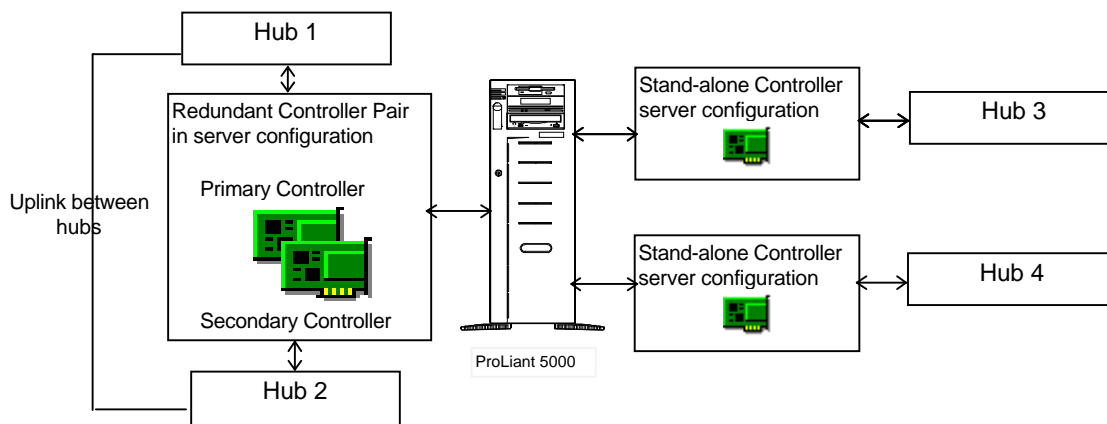 Hub 1
Redundant Controller Pair
in server configuration
Primary Controller
Secondary Controller
Uplink between
hubs
Hub 2
ProLiant 5000
Stand-alone Controller
server configuration
Hub 3
Stand-alone Controller
server configuration
Hub 4